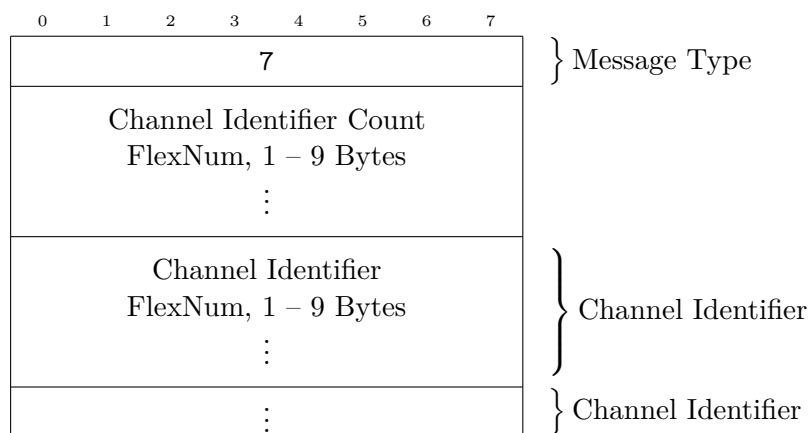 0 1 2 3 4 5 6 7
7
Message Type
Channel Identifier Count
FlexNum, 1 – 9 Bytes
⋮
Channel Identifier
FlexNum, 1 – 9 Bytes
⋮
Channel Identifier
⋮
Channel Identifier